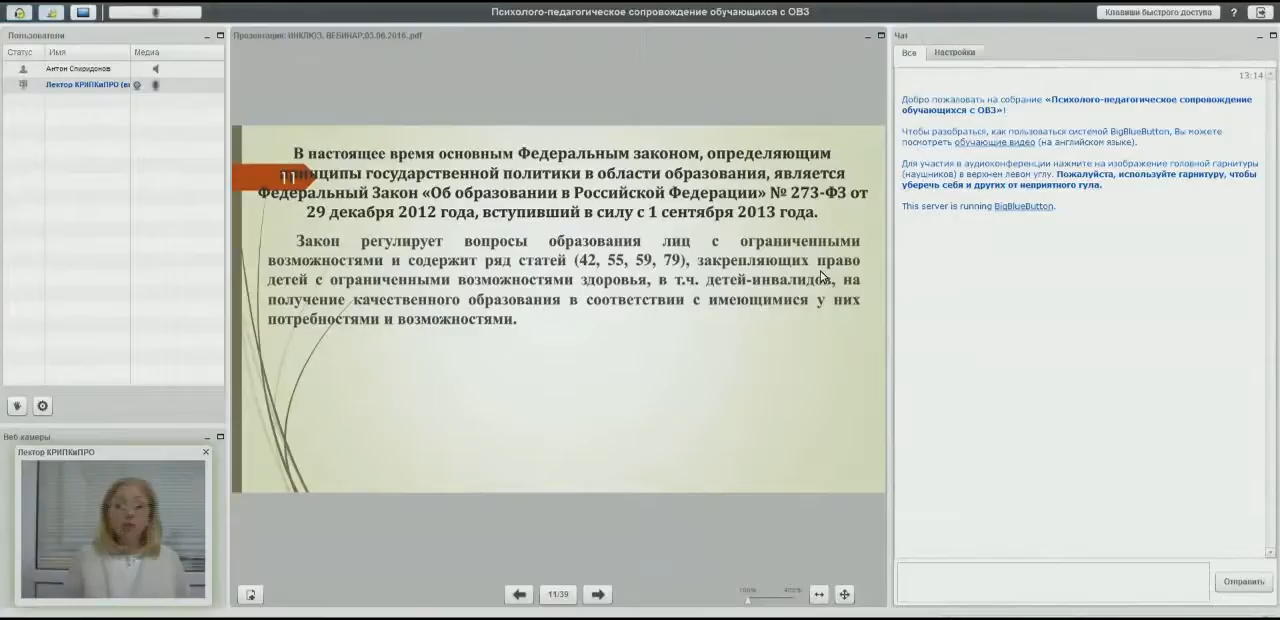 Психолого-педагогическое сопровождение обучающихся с ОВЗ
Клавиши быстрого доступа
?
Пользователи
Статус Имя Медиа
Антон Спиридонов
Лектор КРИПКиПРО (вы
Веб камеры
Лектор КРИПКиПРО
Презентация: ИНКЛЮЗ. ВЕБИНАР.03.06.2016..pdf
11
В настоящее время основным Федеральным законом, определяющим
принципы государственной политики в области образования, является
Федеральный Закон «Об образовании в Российской Федерации» № 273-ФЗ от
29 декабря 2012 года, вступивший в силу с 1 сентября 2013 года.
Закон регулирует вопросы образования лиц с ограниченными
возможностями и содержит ряд статей (42, 55, 59, 79), закрепляющих право
детей с ограниченными возможностями здоровья, в т.ч. детей-инвалидов, на
получение качественного образования в соответствии с имеющимися у них
потребностями и возможностями.
11/39
100% 400%
Чат
Все Настройки
13:14
Добро пожаловать на собрание «Психолого-педагогическое сопровождение
обучающихся с ОВЗ»!
Чтобы разобраться, как пользоваться системой BigBlueButton, Вы можете
посмотреть обучающие видео (на английском языке).
Для участия в аудиоконференции нажмите на изображение головной гарнитуры
(наушников) в верхнем левом углу. Пожалуйста, используйте гарнитуру, чтобы
уберечь себя и других от неприятного гула.
This server is running BigBlueButton.
Отправить